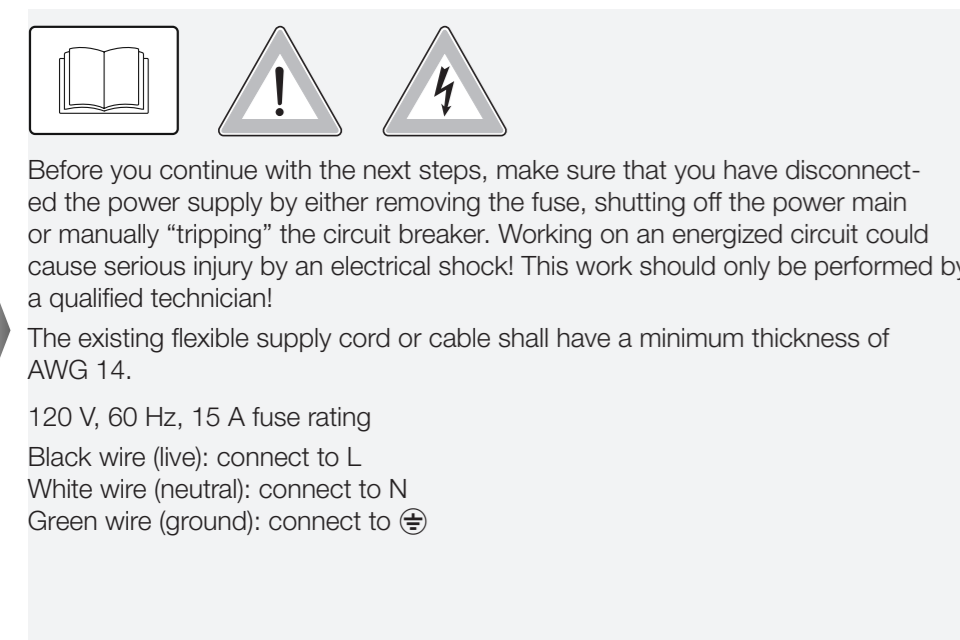 Before you continue with the next steps, make sure that you have disconnect-
ed the power supply by either removing the fuse, shutting off the power main
or manually “tripping” the circuit breaker. Working on an energized circuit could
cause serious injury by an electrical shock! This work should only be performed by
a qualified technician!
The existing flexible supply cord or cable shall have a minimum thickness of
AWG 14.
120 V, 60 Hz, 15 A fuse rating
Black wire (live): connect to L
White wire (neutral): connect to N
Green wire (ground): connect to ⏚